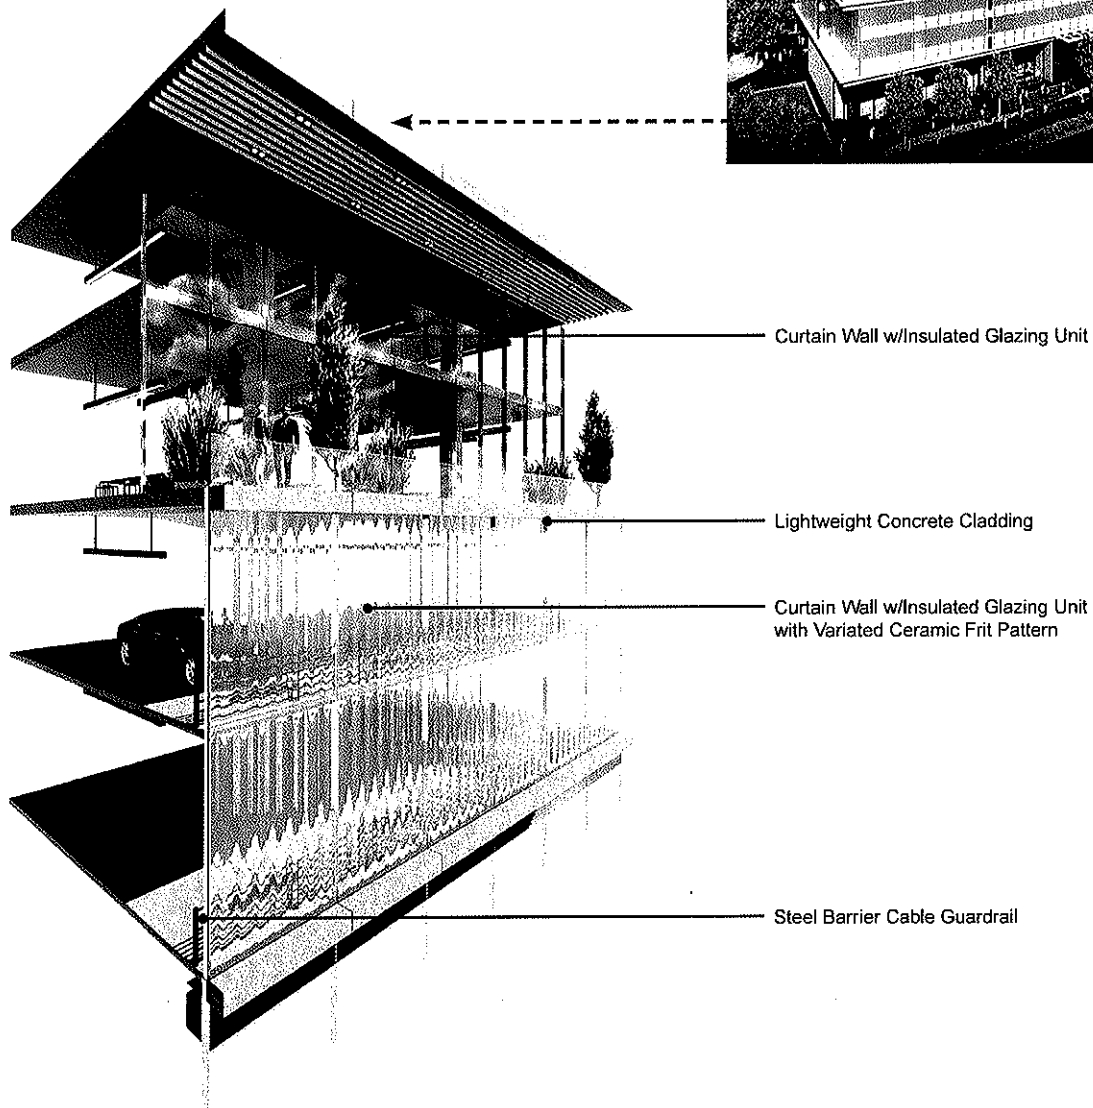 Curtain Wall w/Insulated Glazing Unit
Lightweight Concrete Cladding
Curtain Wall w/Insulated Glazing Unit
with Variated Ceramic Frit Pattern
Steel Barrier Cable Guardrail